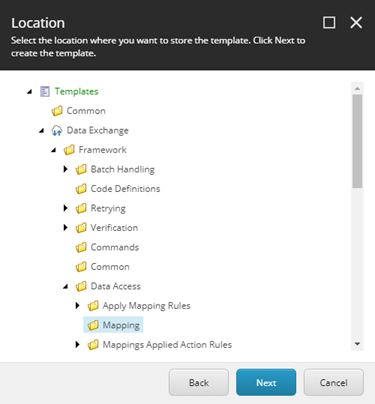 Location
Select the location where you want to store the template. Click Next to
create the template.
Templates
Common
Data Exchange
Framework
Batch Handling
Code Definitions
Retrying
Verification
Commands
Common
Data Access
Apply Mapping Rules
Mapping
Mappings Applied Action Rules
Back
Next
Cancel